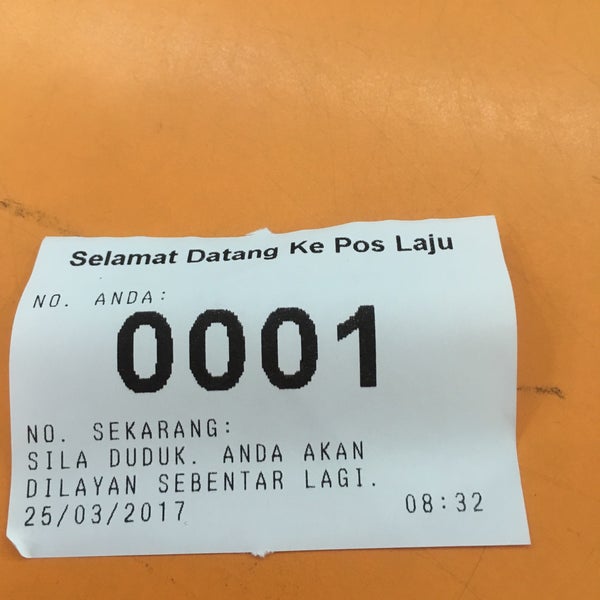 Selamat Datang Ke Pos Laju
NO. ANDA:
0001
NO. SEKARANG:
SILA DUDUK. ANDA AKAN
DILAYAN SEBENTAR LAGI.
25/03/2017 08:32